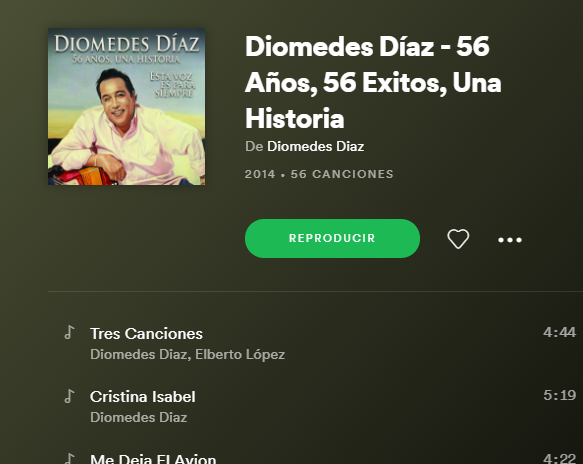 DIOMEDES DÍAZ
56 AÑOS, UNA HISTORIA
ESTA VOZ
ES PARA
SIEMPRE
Diomedes Díaz - 56
Años, 56 Exitos, Una
Historia
De Diomedes Diaz
2014 • 56 CANCIONES
REPRODUCIR
Tres Canciones 4:44
Diomedes Diaz, Elberto López
Cristina Isabel 5:19
Diomedes Diaz
Me Deja El Avion 4:22